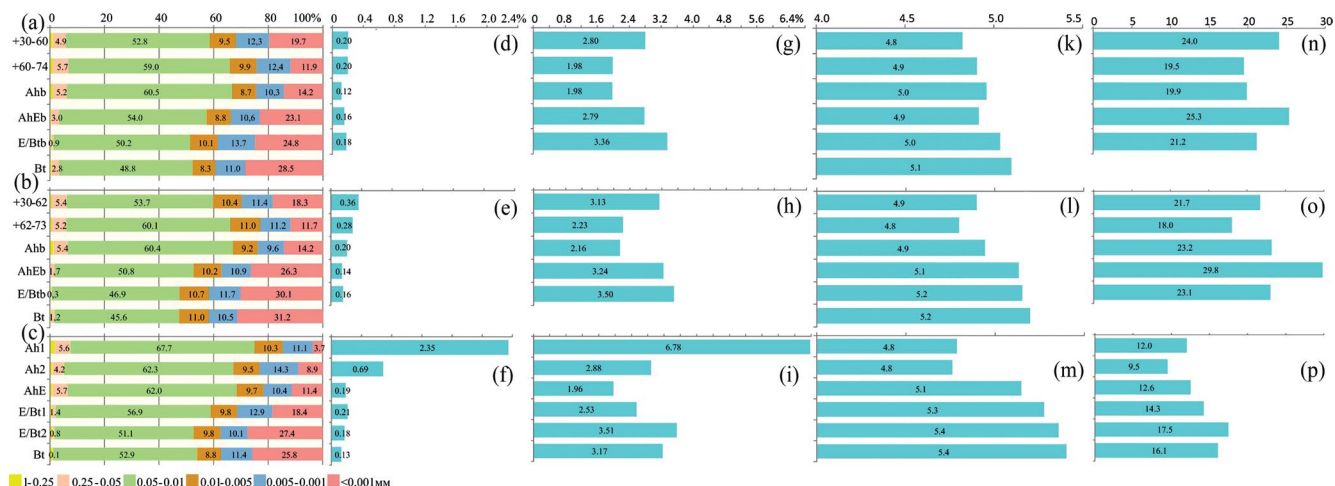 (a) 0 20 40 60 80 100% 0 0.4 0.8 1.2 1.6 2.0 2.4% 0 0.8 1.6 2.4 3.2 4.0 4.8 5.6 6.4% 4.0 4.5 5.0 5.5 0 5 10 15 20 25 30
+30-60 4.9 52.8 9.5 12,3 19.7 0.20 (d) 2.80 (g) 4.8 (k) 24.0 (n)
+60-74 5.7 59.0 9.9 12,4 11.9 0.20 1.98 4.9 19.5
Ahb 5.2 60.5 8.7 10,3 14.2 0.12 1.98 5.0 19.9
AhEb 3.0 54.0 8.8 10,6 23.1 0.16 2.79 4.9 25.3
E/Btb 0,9 50.2 10.1 13.7 24.8 0.18 3.36 5.0 21.2
Bt 2.8 48.8 8.3 11.0 28.5 5.1
(b)
+30-62 5.4 53.7 10.4 11.4 18.3 0.36 (e) 3.13 (h) 4.9 (l) 21.7 (o)
+62-73 5.2 60.1 11.0 11.2 11.7 0.28 2.23 4.8 18.0
Ahb 5.4 60.4 9.2 9.6 14.2 0.20 2.16 4.9 23.2
AhEb 1,7 50.8 10.2 10.9 26.3 0.14 3.24 5.1 29.8
E/Btb 0,3 46.9 10.7 11.7 30.1 0.16 3.50 5.2 23.1
Bt 1,2 45.6 11.0 10.5 31.2 5.2
(c)
Ah1 5.6 67.7 10.3 11.1 3.7 2.35 6.78 4.8 12.0
Ah2 4.2 62.3 9.5 14.3 8.9 0.69 (f) 2.88 (i) 4.8 (m) 9.5 (p)
AhE 5.7 62.0 9.7 10.4 11.4 0.19 1.96 5.1 12.6
E/Bt1 1.4 56.9 9.8 12.9 18.4 0.21 2.53 5.3 14.3
E/Bt2 0.8 51.1 9.8 10.1 27.4 0.18 3.51 5.4 17.5
Bt 0.1 52.9 8.8 11.4 25.8 0.13 3.17 5.4 16.1
1-0.25 0.25-0.05 0.05-0.01 0.01-0.005 0.005-0.001 <0.001мм